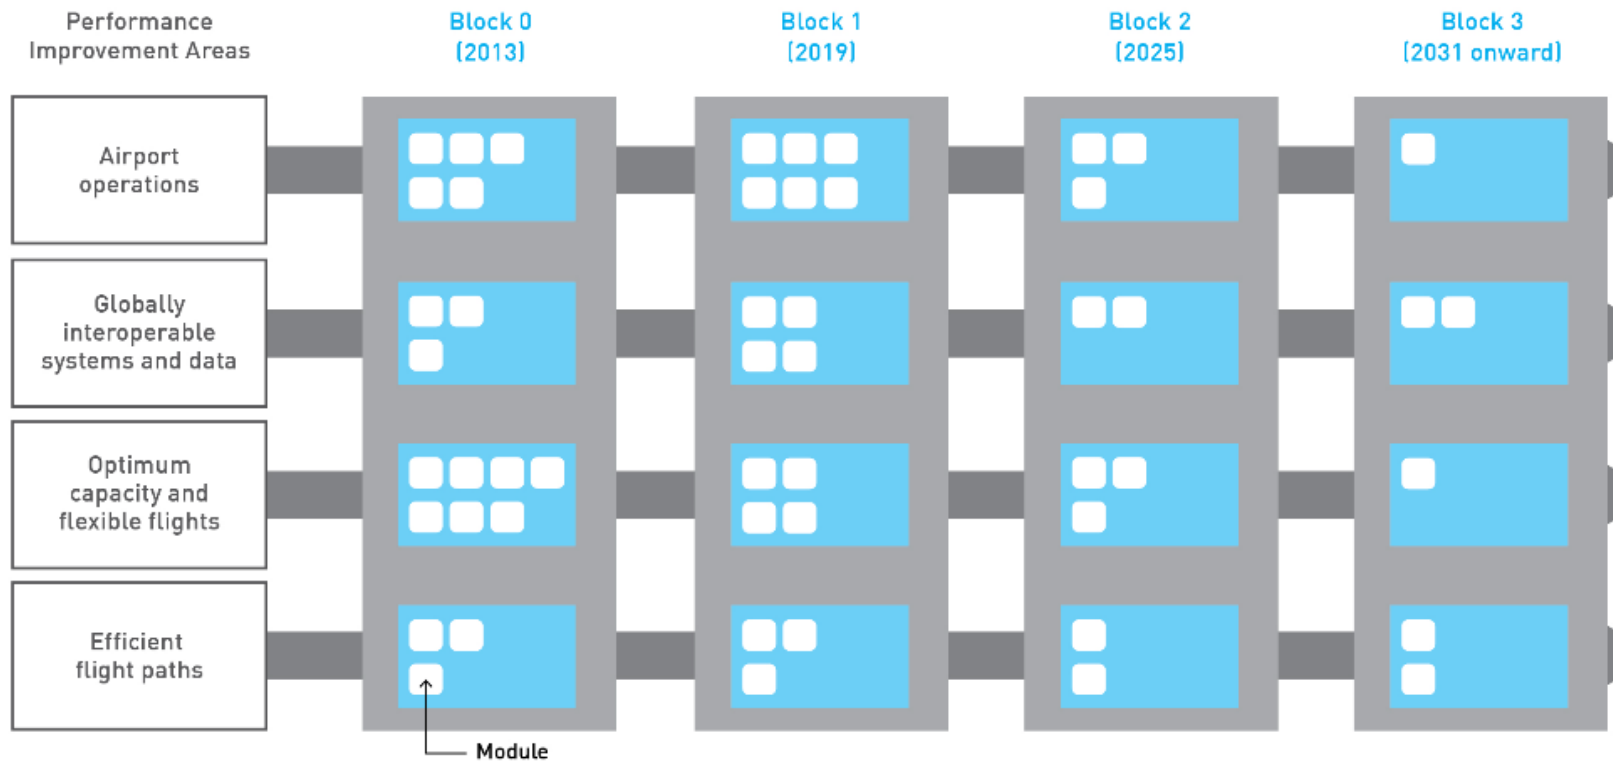 Performance
Improvement Areas
Block 0
(2013)
Block 1
(2019)
Block 2
(2025)
Block 3
(2031 onward)
Airport
operations
Globally
interoperable
systems and data
Optimum
capacity and
flexible flights
Efficient
flight paths
Module